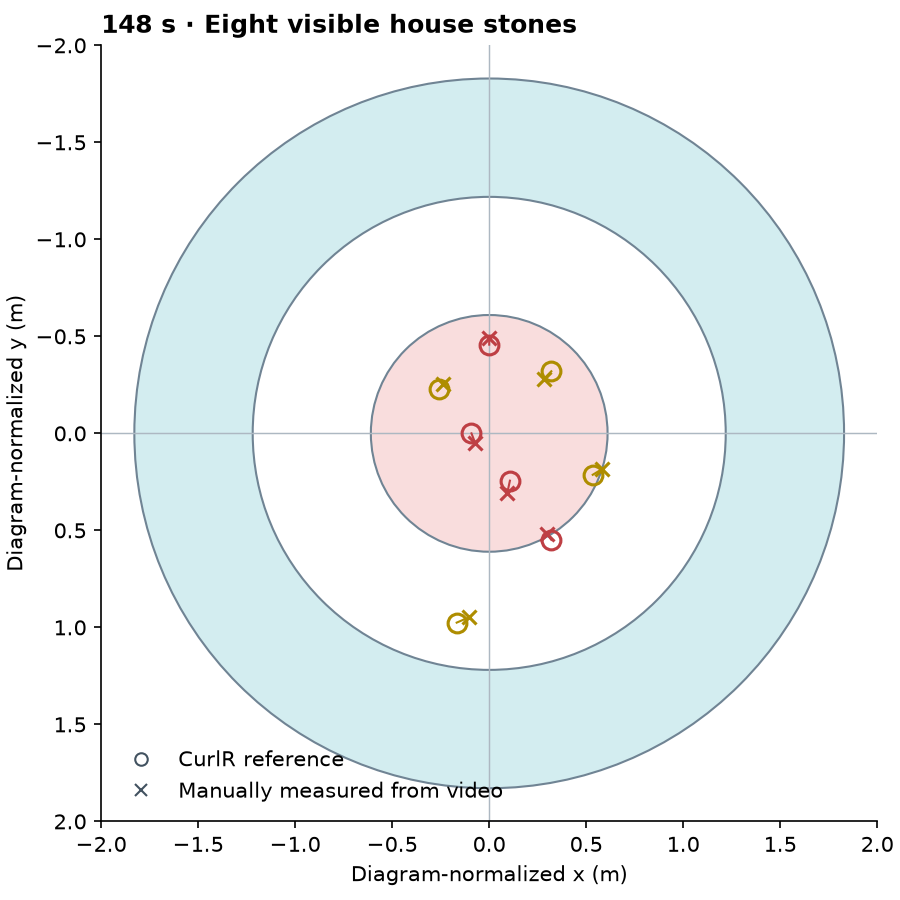 148 s · Eight visible house stones
−2.0
−1.5
−1.0
−0.5
0.0
0.5
1.0
1.5
2.0
Diagram-normalized y (m)
CurlR reference
Manually measured from video
−2.0 −1.5 −1.0 −0.5 0.0 0.5 1.0 1.5 2.0
Diagram-normalized x (m)